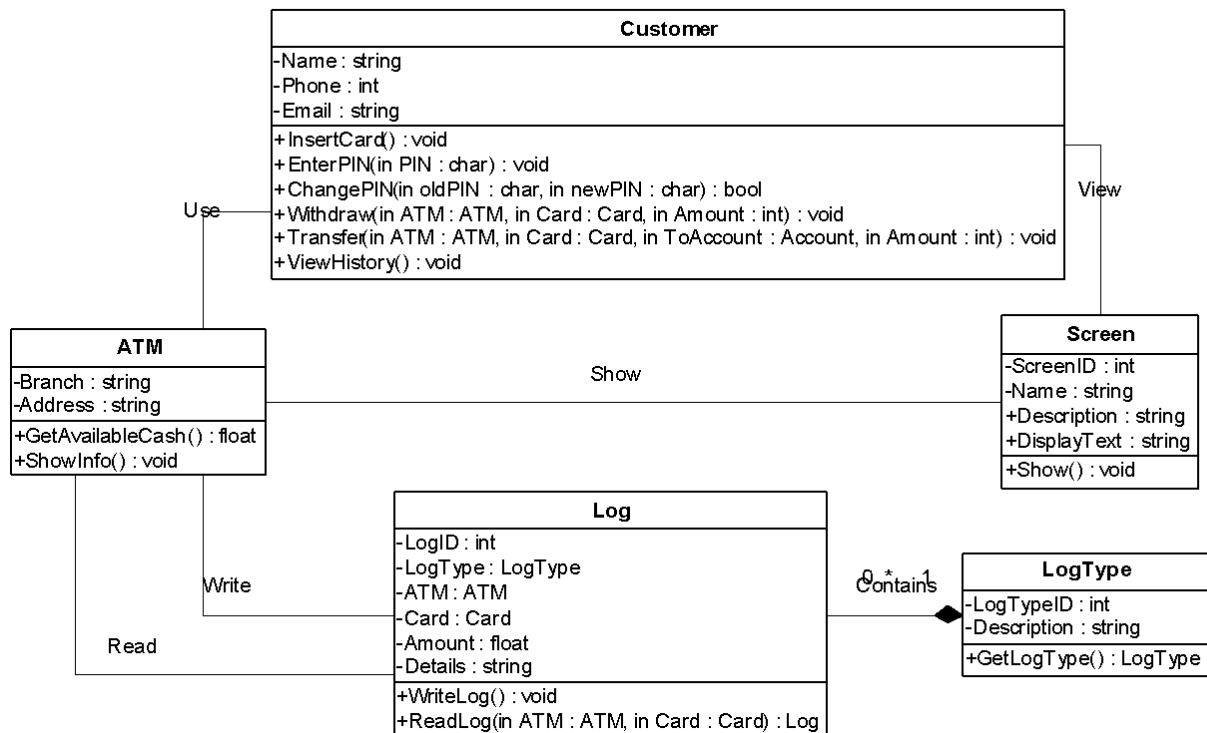 Customer
-Name : string
-Phone : int
-Email : string
+InsertCard() : void
+EnterPIN(in PIN : char) : void
+ChangePIN(in oldPIN : char, in newPIN : char) : bool
+Withdraw(in ATM : ATM, in Card : Card, in Amount : int) : void
+Transfer(in ATM : ATM, in Card : Card, in ToAccount : Account, in Amount : int) : void
+ViewHistory() : void
Use
View
ATM
-Branch : string
-Address : string
+GetAvailableCash() : float
+ShowInfo() : void
Show
Screen
-ScreenID : int
-Name : string
+Description : string
+DisplayText : string
+Show() : void
Write
Read
Log
-LogID : int
-LogType : LogType
-ATM : ATM
-Card : Card
-Amount : float
-Details : string
+WriteLog() : void
+ReadLog(in ATM : ATM, in Card : Card) : Log
0..* 1
Contains
LogType
-LogTypeID : int
-Description : string
+GetLogType() : LogType